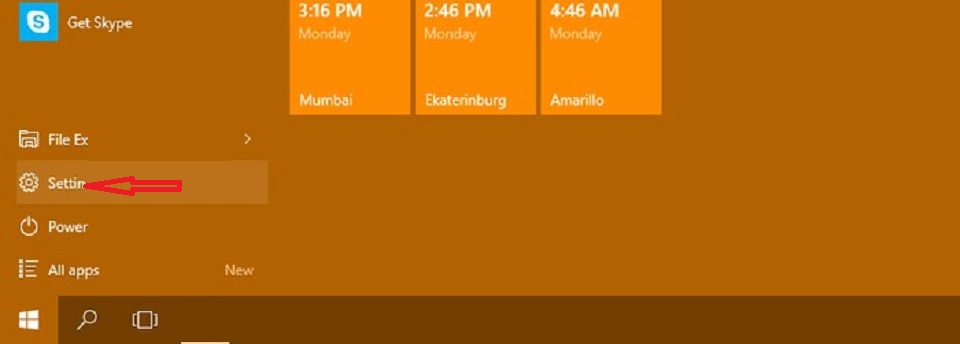 Get Skype
3:16 PM
Monday
Mumbai
2:46 PM
Monday
Ekaterinburg
4:46 AM
Monday
Amarillo
File Ex
Settin
Power
All apps
New